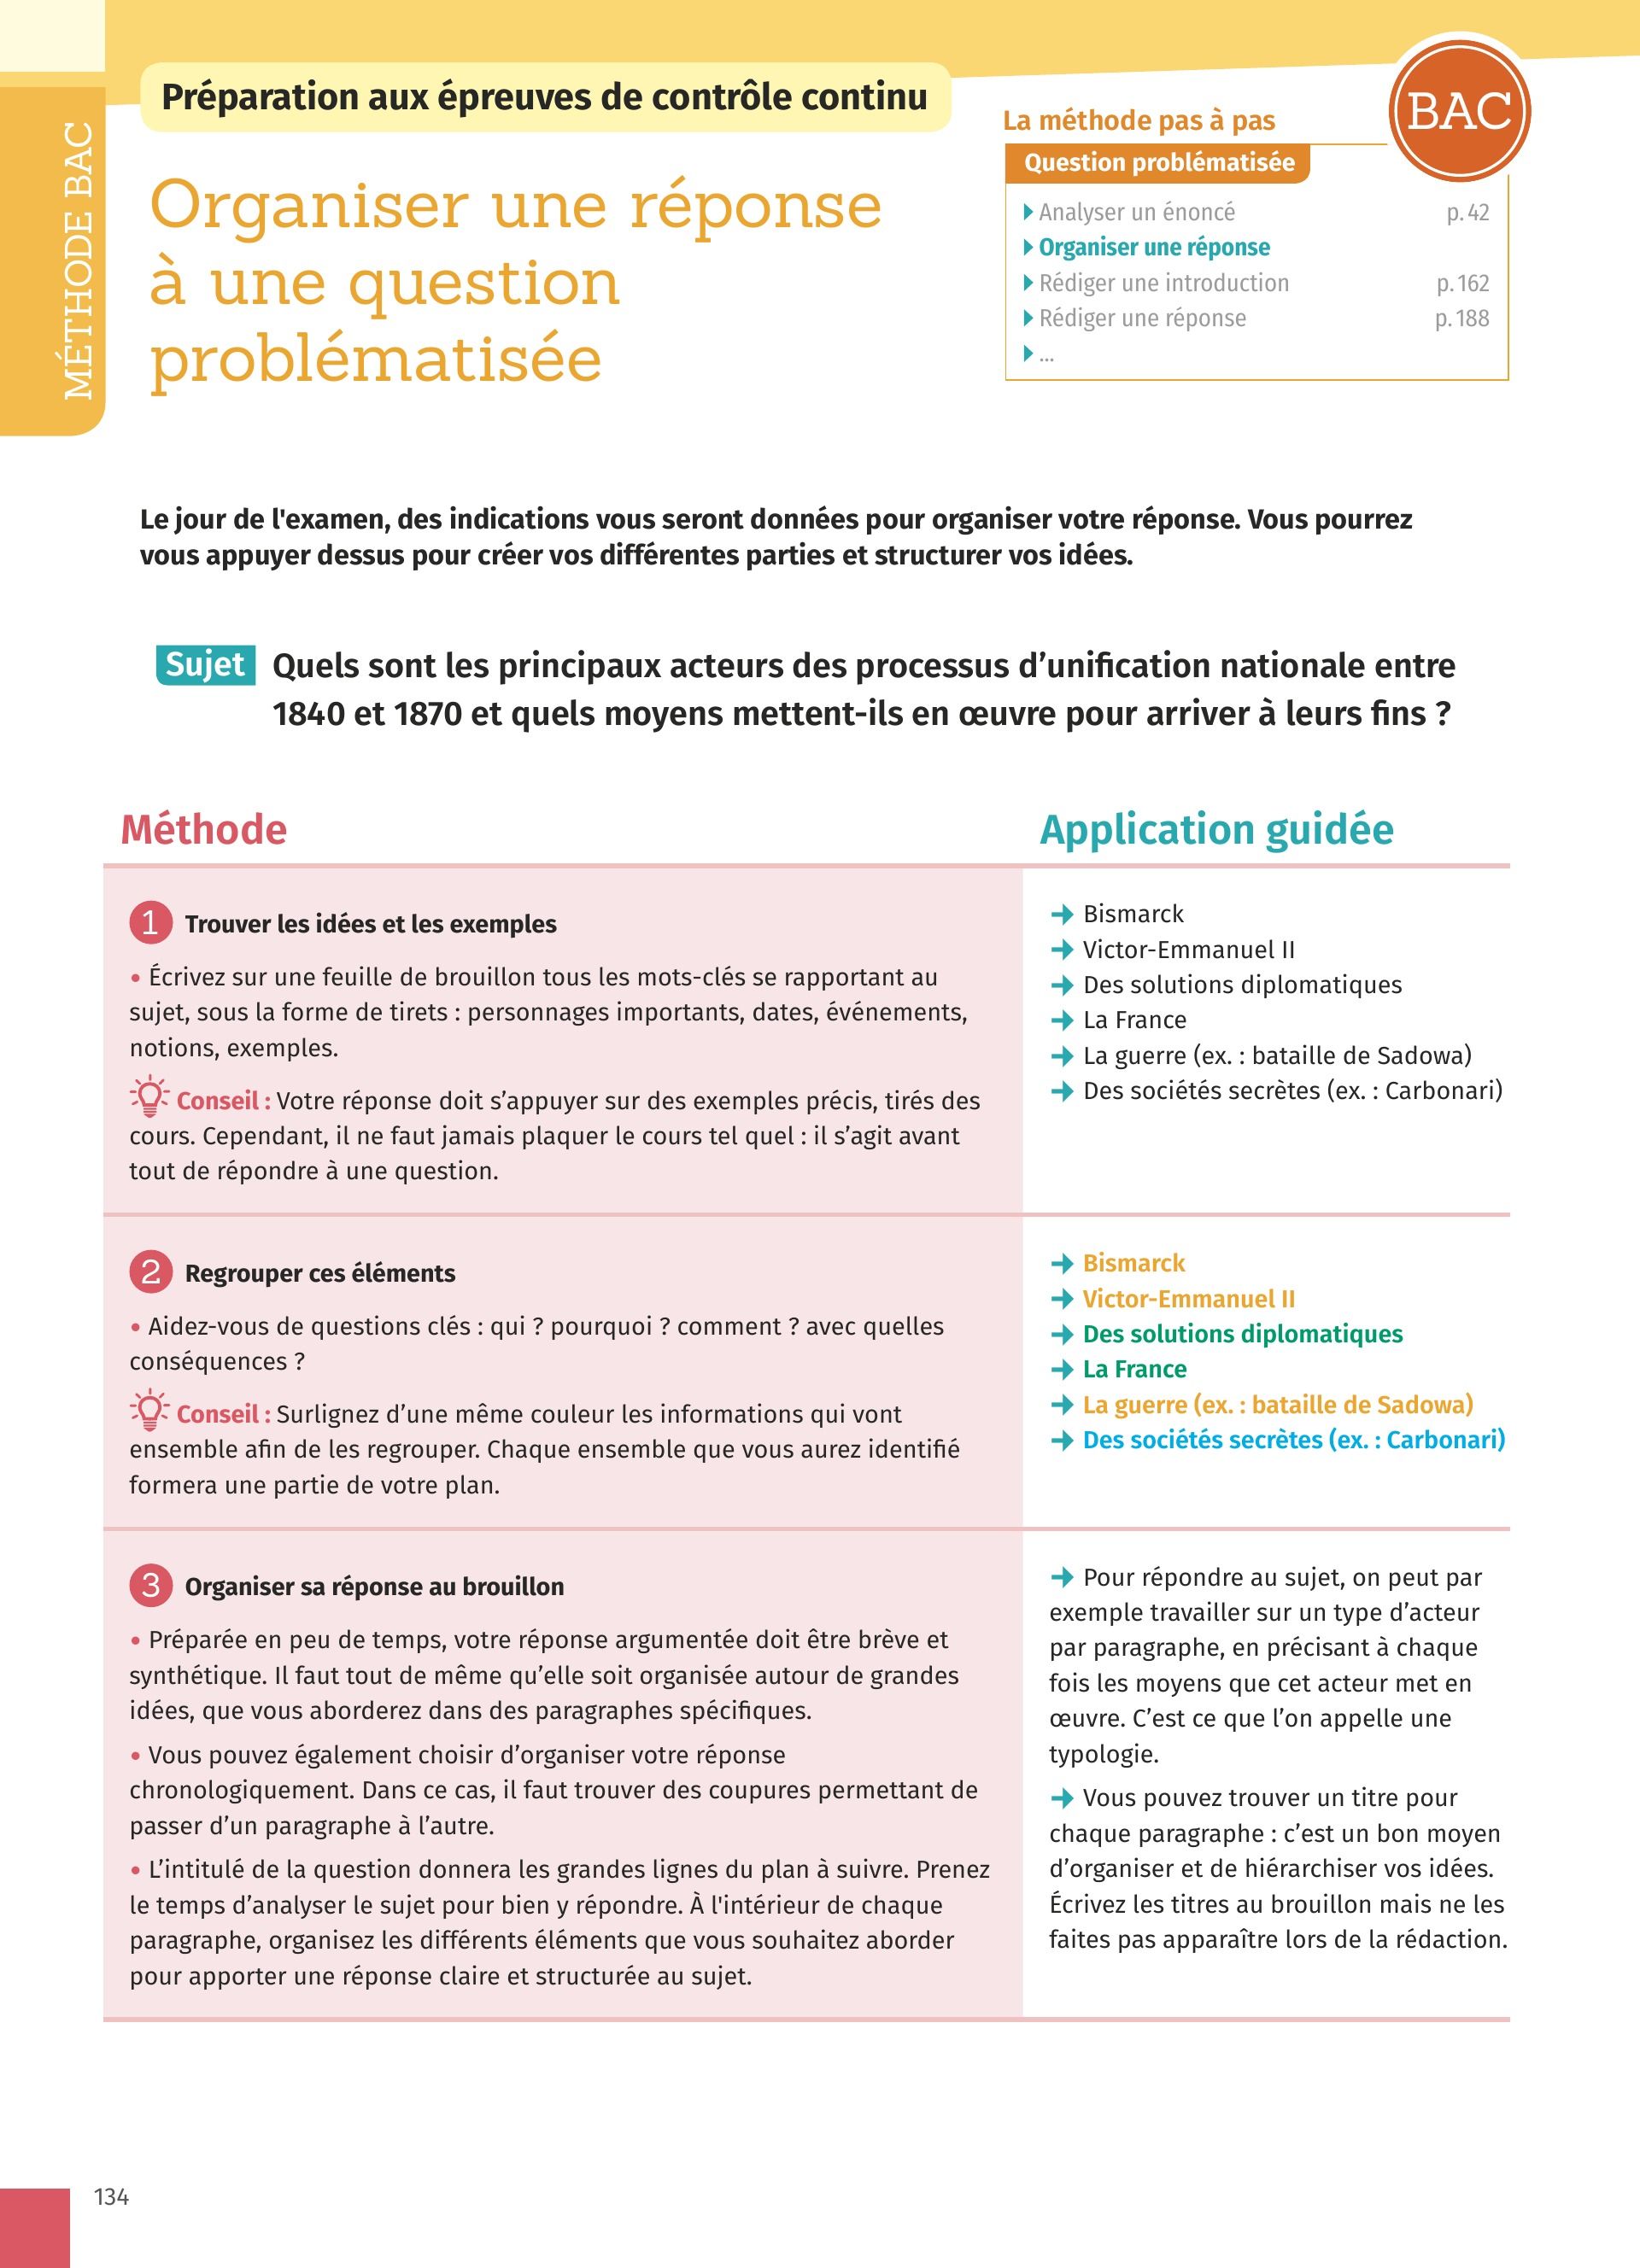 MÉTHODE BAC
Préparation aux épreuves de contrôle continu
Organiser une réponse
à une question
problématisée
La méthode pas à pas
BAC
Question problématisée
Analyser un énoncé p. 42
Organiser une réponse
Rédiger une introduction p. 162
Rédiger une réponse p. 188
...
Le jour de l'examen, des indications vous seront données pour organiser votre réponse. Vous pourrez
vous appuyer dessus pour créer vos différentes parties et structurer vos idées.
Sujet Quels sont les principaux acteurs des processus d’unification nationale entre
1840 et 1870 et quels moyens mettent-ils en œuvre pour arriver à leurs fins ?
Méthode
Application guidée
1 Trouver les idées et les exemples
• Écrivez sur une feuille de brouillon tous les mots-clés se rapportant au
sujet, sous la forme de tirets : personnages importants, dates, événements,
notions, exemples.
Conseil : Votre réponse doit s’appuyer sur des exemples précis, tirés des
cours. Cependant, il ne faut jamais plaquer le cours tel quel : il s’agit avant
tout de répondre à une question.
➔ Bismarck
➔ Victor-Emmanuel II
➔ Des solutions diplomatiques
➔ La France
➔ La guerre (ex. : bataille de Sadowa)
➔ Des sociétés secrètes (ex. : Carbonari)
2 Regrouper ces éléments
• Aidez-vous de questions clés : qui ? pourquoi ? comment ? avec quelles
conséquences ?
Conseil : Surlignez d’une même couleur les informations qui vont
ensemble afin de les regrouper. Chaque ensemble que vous aurez identifié
formera une partie de votre plan.
➔ Bismarck
➔ Victor-Emmanuel II
➔ Des solutions diplomatiques
➔ La France
➔ La guerre (ex. : bataille de Sadowa)
➔ Des sociétés secrètes (ex. : Carbonari)
3 Organiser sa réponse au brouillon
• Préparée en peu de temps, votre réponse argumentée doit être brève et
synthétique. Il faut tout de même qu’elle soit organisée autour de grandes
idées, que vous aborderez dans des paragraphes spécifiques.
• Vous pouvez également choisir d’organiser votre réponse
chronologiquement. Dans ce cas, il faut trouver des coupures permettant de
passer d’un paragraphe à l’autre.
• L’intitulé de la question donnera les grandes lignes du plan à suivre. Prenez
le temps d’analyser le sujet pour bien y répondre. À l'intérieur de chaque
paragraphe, organisez les différents éléments que vous souhaitez aborder
pour apporter une réponse claire et structurée au sujet.
➔ Pour répondre au sujet, on peut par
exemple travailler sur un type d’acteur
par paragraphe, en précisant à chaque
fois les moyens que cet acteur met en
œuvre. C’est ce que l’on appelle une
typologie.
➔ Vous pouvez trouver un titre pour
chaque paragraphe : c’est un bon moyen
d’organiser et de hiérarchiser vos idées.
Écrivez les titres au brouillon mais ne les
faites pas apparaître lors de la rédaction.
134